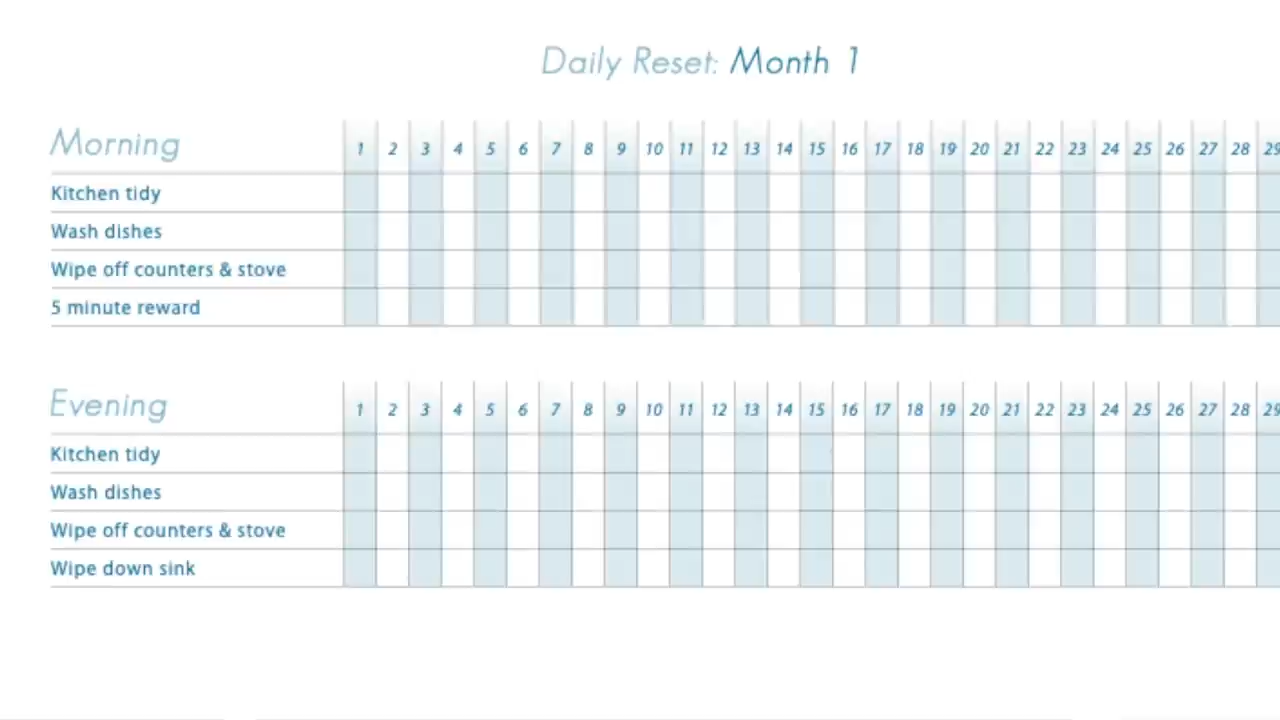 Daily Reset: Month 1
Morning 1 2 3 4 5 6 7 8 9 10 11 12 13 14 15 16 17 18 19 20 21 22 23 24 25 26 27 28 29
Kitchen tidy
Wash dishes
Wipe off counters & stove
5 minute reward
Evening 1 2 3 4 5 6 7 8 9 10 11 12 13 14 15 16 17 18 19 20 21 22 23 24 25 26 27 28 29
Kitchen tidy
Wash dishes
Wipe off counters & stove
Wipe down sink